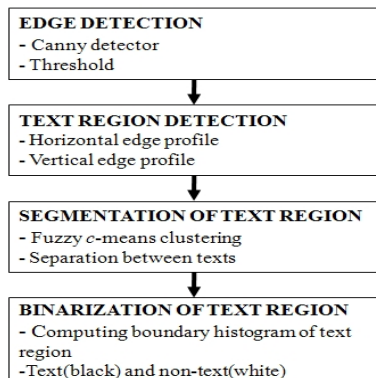 EDGE DETECTION
- Canny detector
- Threshold
TEXT REGION DETECTION
- Horizontal edge profile
- Vertical edge profile
SEGMENTATION OF TEXT REGION
- Fuzzy c-means clustering
- Separation between texts
BINARIZATION OF TEXT REGION
- Computing boundary histogram of text
region
-Text(black) and non-text(white)